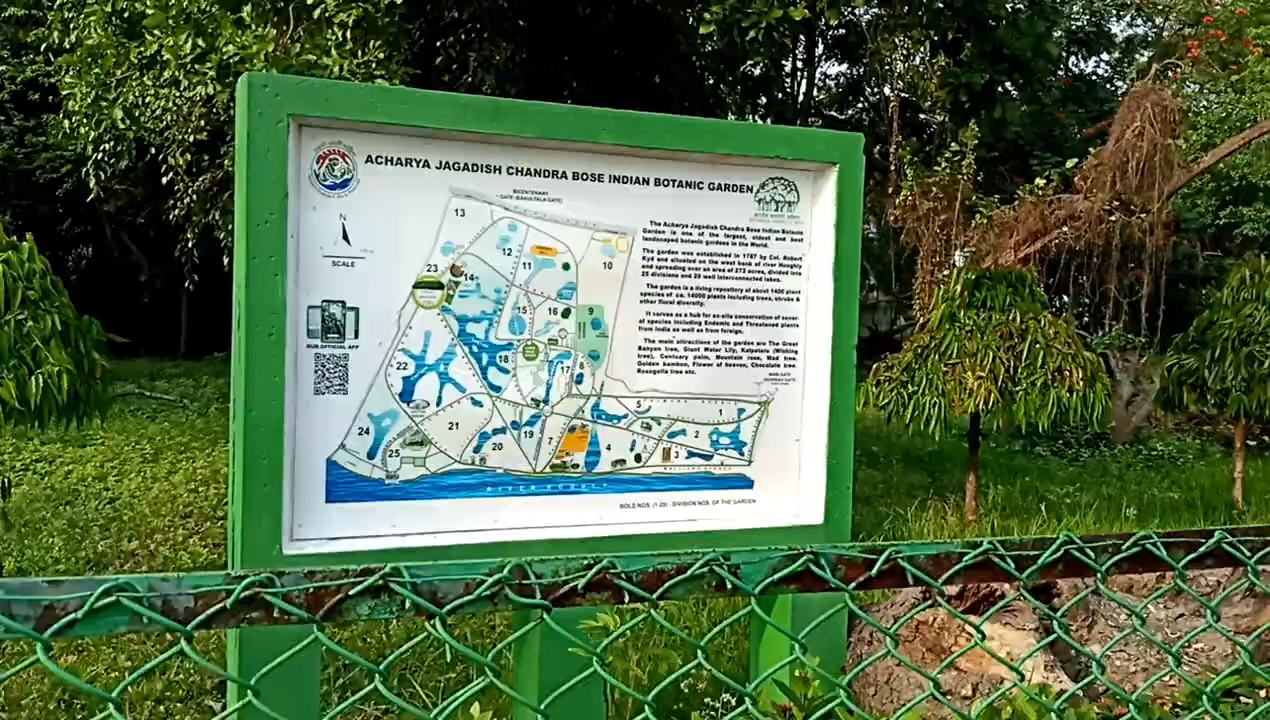 ACHARYA JAGADISH CHANDRA BOSE INDIAN BOTANIC GARDEN
BICENTENARY
GATE (BAKULTALA GATE)
N
SCALE
OUR OFFICIAL APP
The Acharya Jagadish Chandra Bose Indian Botanic
Garden is one of the largest, oldest and best
landscaped botanic gardens in the World.
The garden was established in 1787 by Col. Robert
Kyd and situated on the west bank of river Hooghly
and spreading over an area of 273 acres, divided into
25 divisions and 25 well interconnected lakes.
The garden is a living repository of about 1400 plant
species of ca. 14000 plants including trees, shrubs &
other floral diversity.
It serves as a hub for ex-situ conservation of sever-
al species including Endemic and Threatened plants
from India as well as from foreign.
The main attractions of the garden are The Great
Banyan tree, Giant Water Lily, Kalpataru (Wishing
tree), Centuary palm, Mountain rose, Mad tree,
Golden bamboo, Flower of heaven, Chocolate tree,
Rosogolla tree etc.
MAIN GATE
13
12
11
10
23
14
15
16
9
22
18
17
8
5
1
24
21
19
7
2
25
20
4
3
RIVER HOOGHLY
BOLD NOS. (1-25) - DIVISION NOS. OF THE GARDEN